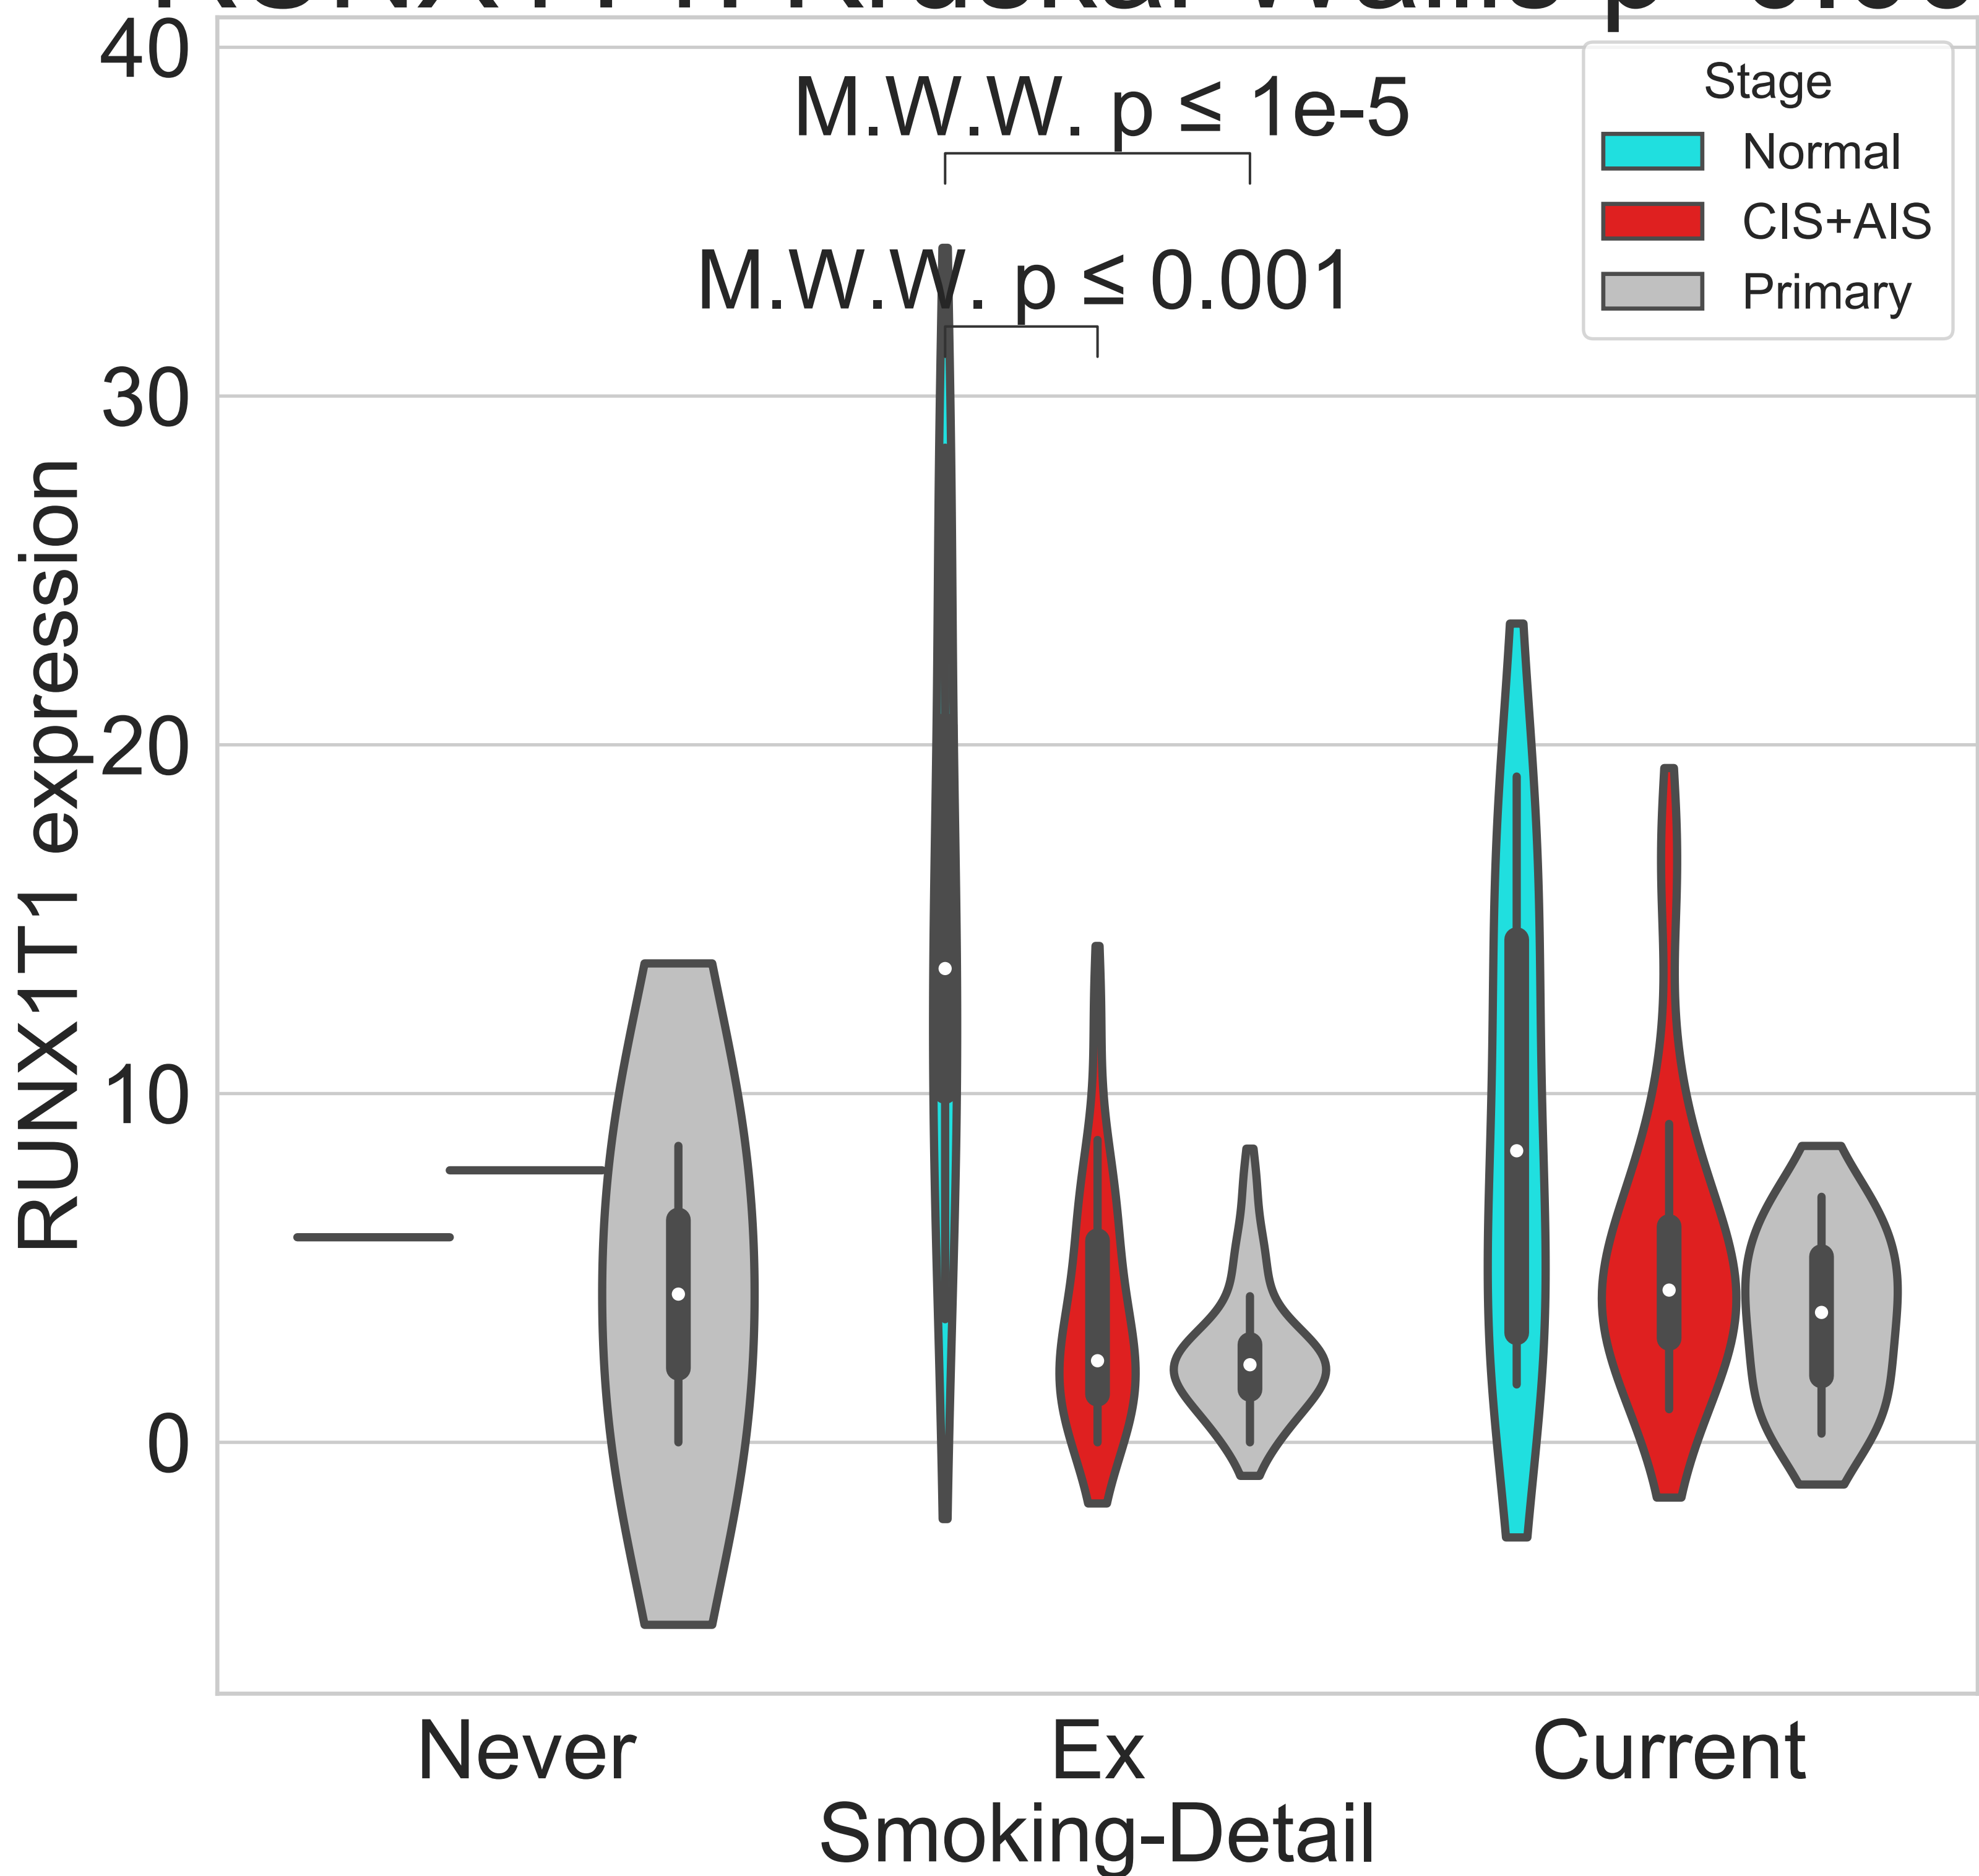 40
M.W.W. p ≤ 1e-5
Stage
Normal
CIS+AIS
Primary
M.W.W. p ≤ 0.001
30
20
10
0
RUNX1T1 expression
Never
Ex
Current
Smoking-Detail